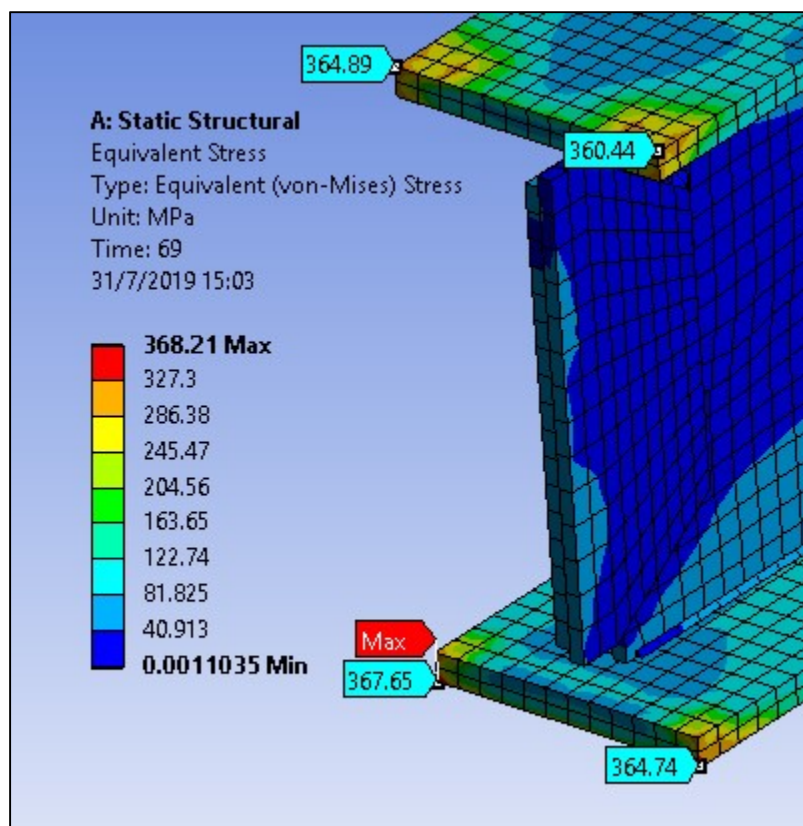 364.89
360.44
A: Static Structural
Equivalent Stress
Type: Equivalent (von-Mises) Stress
Unit: MPa
Time: 69
31/7/2019 15:03
368.21 Max
327.3
286.38
245.47
204.56
163.65
122.74
81.825
40.913
0.0011035 Min
Max
367.65
364.74